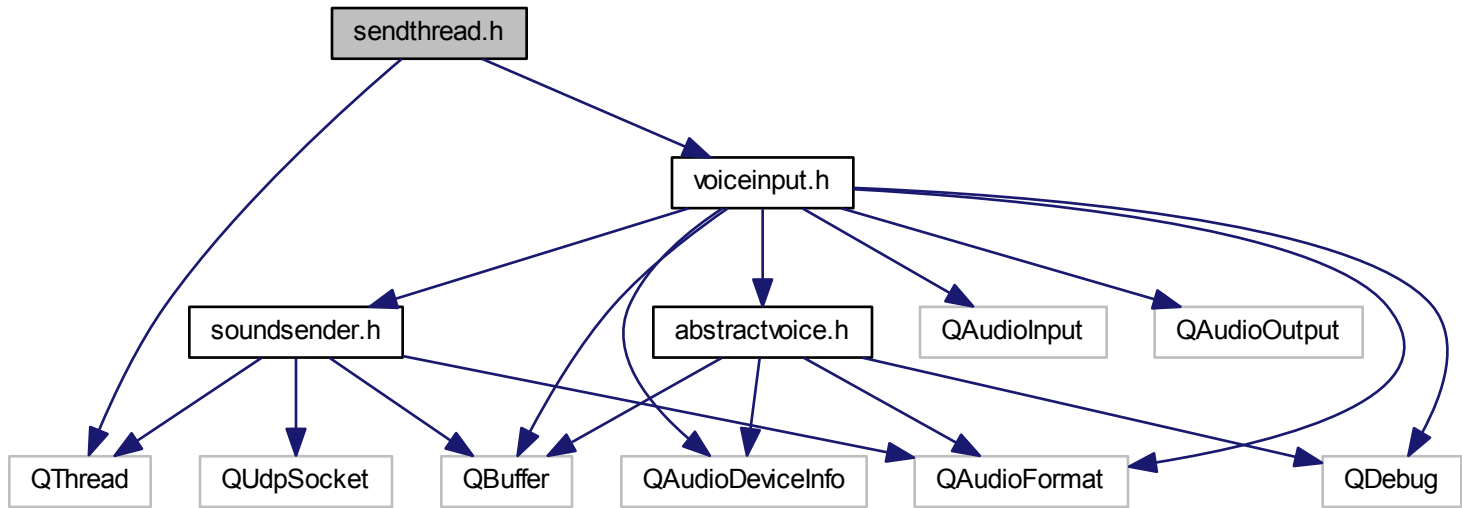 sendthread.h
voiceinput.h
soundsender.h
abstractvoice.h
QAudioInput
QAudioOutput
QThread
QUdpSocket
QBuffer
QAudioDeviceInfo
QAudioFormat
QDebug